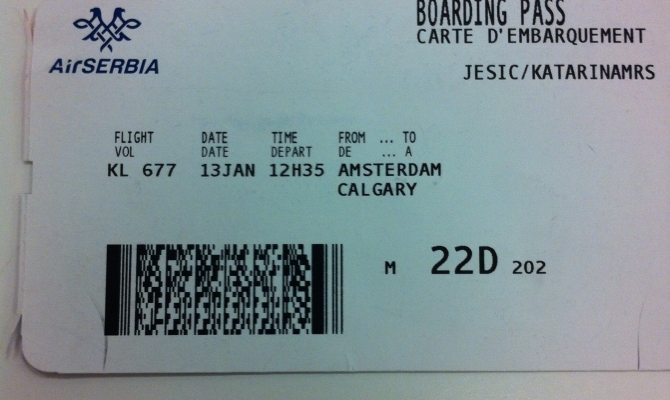 BOARDING PASS
CARTE D'EMBARQUEMENT
AirSERBIA
JESIC/KATARINAMRS
FLIGHT DATE TIME FROM ... TO
VOL DATE DEPART DE ... A
KL 677 13JAN 12H35 AMSTERDAM
CALGARY
M 22D 202